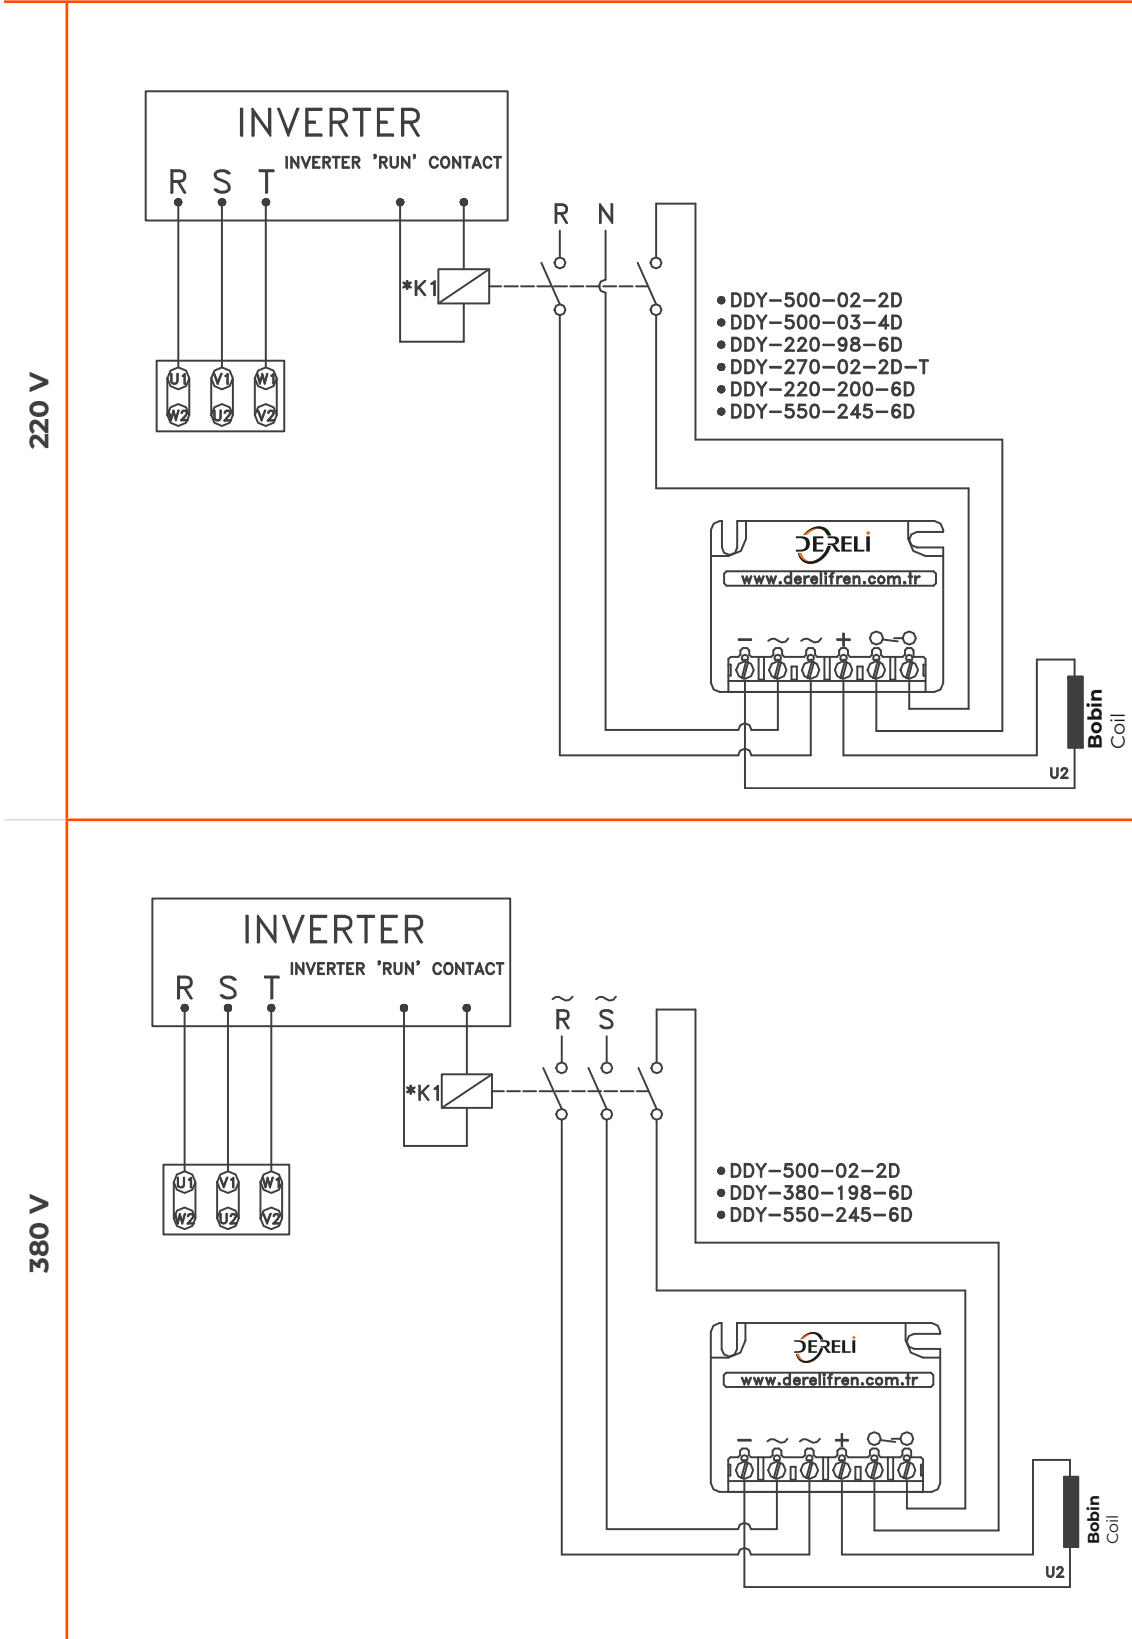 220 V
INVERTER
INVERTER 'RUN' CONTACT
R S T
R N
*K1
• DDY-500-02-2D
• DDY-500-03-4D
• DDY-220-98-6D
• DDY-270-02-2D-T
• DDY-220-200-6D
• DDY-550-245-6D
U1 V1 W1
W2 U2 V2
DERELİ
www.derelifren.com.tr
− ~ ~ +
Bobin
Coil
U2
380 V
INVERTER
INVERTER 'RUN' CONTACT
R S T
~ ~
R S
*K1
• DDY-500-02-2D
• DDY-380-198-6D
• DDY-550-245-6D
U1 V1 W1
W2 U2 V2
DERELİ
www.derelifren.com.tr
− ~ ~ +
Bobin
Coil
U2